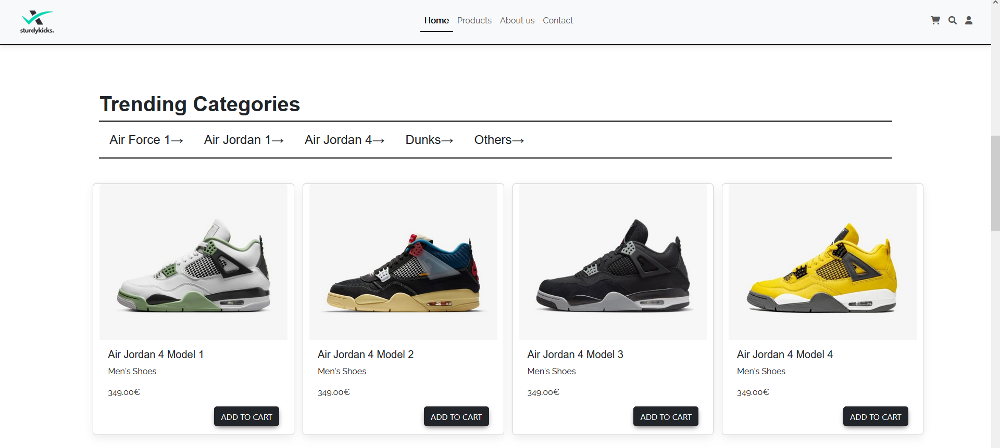 sturdykicks.
Home Products About us Contact
Trending Categories
Air Force 1→ Air Jordan 1→ Air Jordan 4→ Dunks→ Others→
Air Jordan 4 Model 1
Men's Shoes
349.00€
ADD TO CART
Air Jordan 4 Model 2
Men's Shoes
349.00€
ADD TO CART
Air Jordan 4 Model 3
Men's Shoes
349.00€
ADD TO CART
Air Jordan 4 Model 4
Men's Shoes
349.00€
ADD TO CART